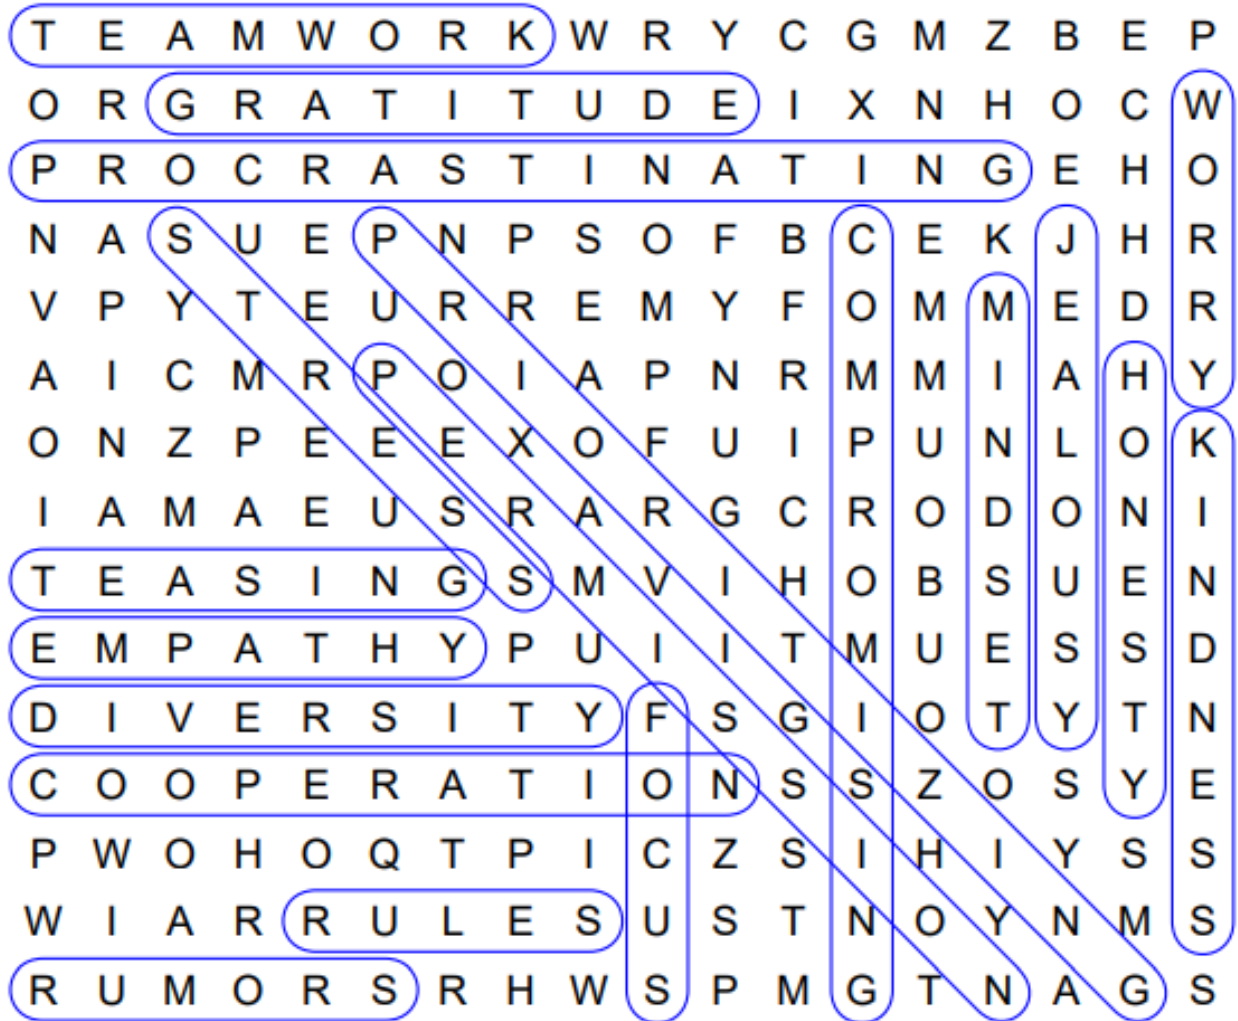 T E A M W O R K W R Y C G M Z B E P
O R G R A T I T U D E I X N H O C W
P R O C R A S T I N A T I N G E H O
N A S U E P N P S O F B C E K J H R
V P Y T E U R R E M Y F O M M E D R
A I C M R P O I A P N R M M I A H Y
O N Z P E E E X O F U I P U N L O K
I A M A E U S R A R G C R O D O N I
T E A S I N G S M V I H O B S U E N
E M P A T H Y P U I I T M U E S S D
D I V E R S I T Y F S G I O T Y T N
C O O P E R A T I O N S S Z O S Y E
P W O H O Q T P I C Z S I H I Y S S
W I A R R U L E S U S T N O Y N M S
R U M O R S R H W S P M G T N A G S